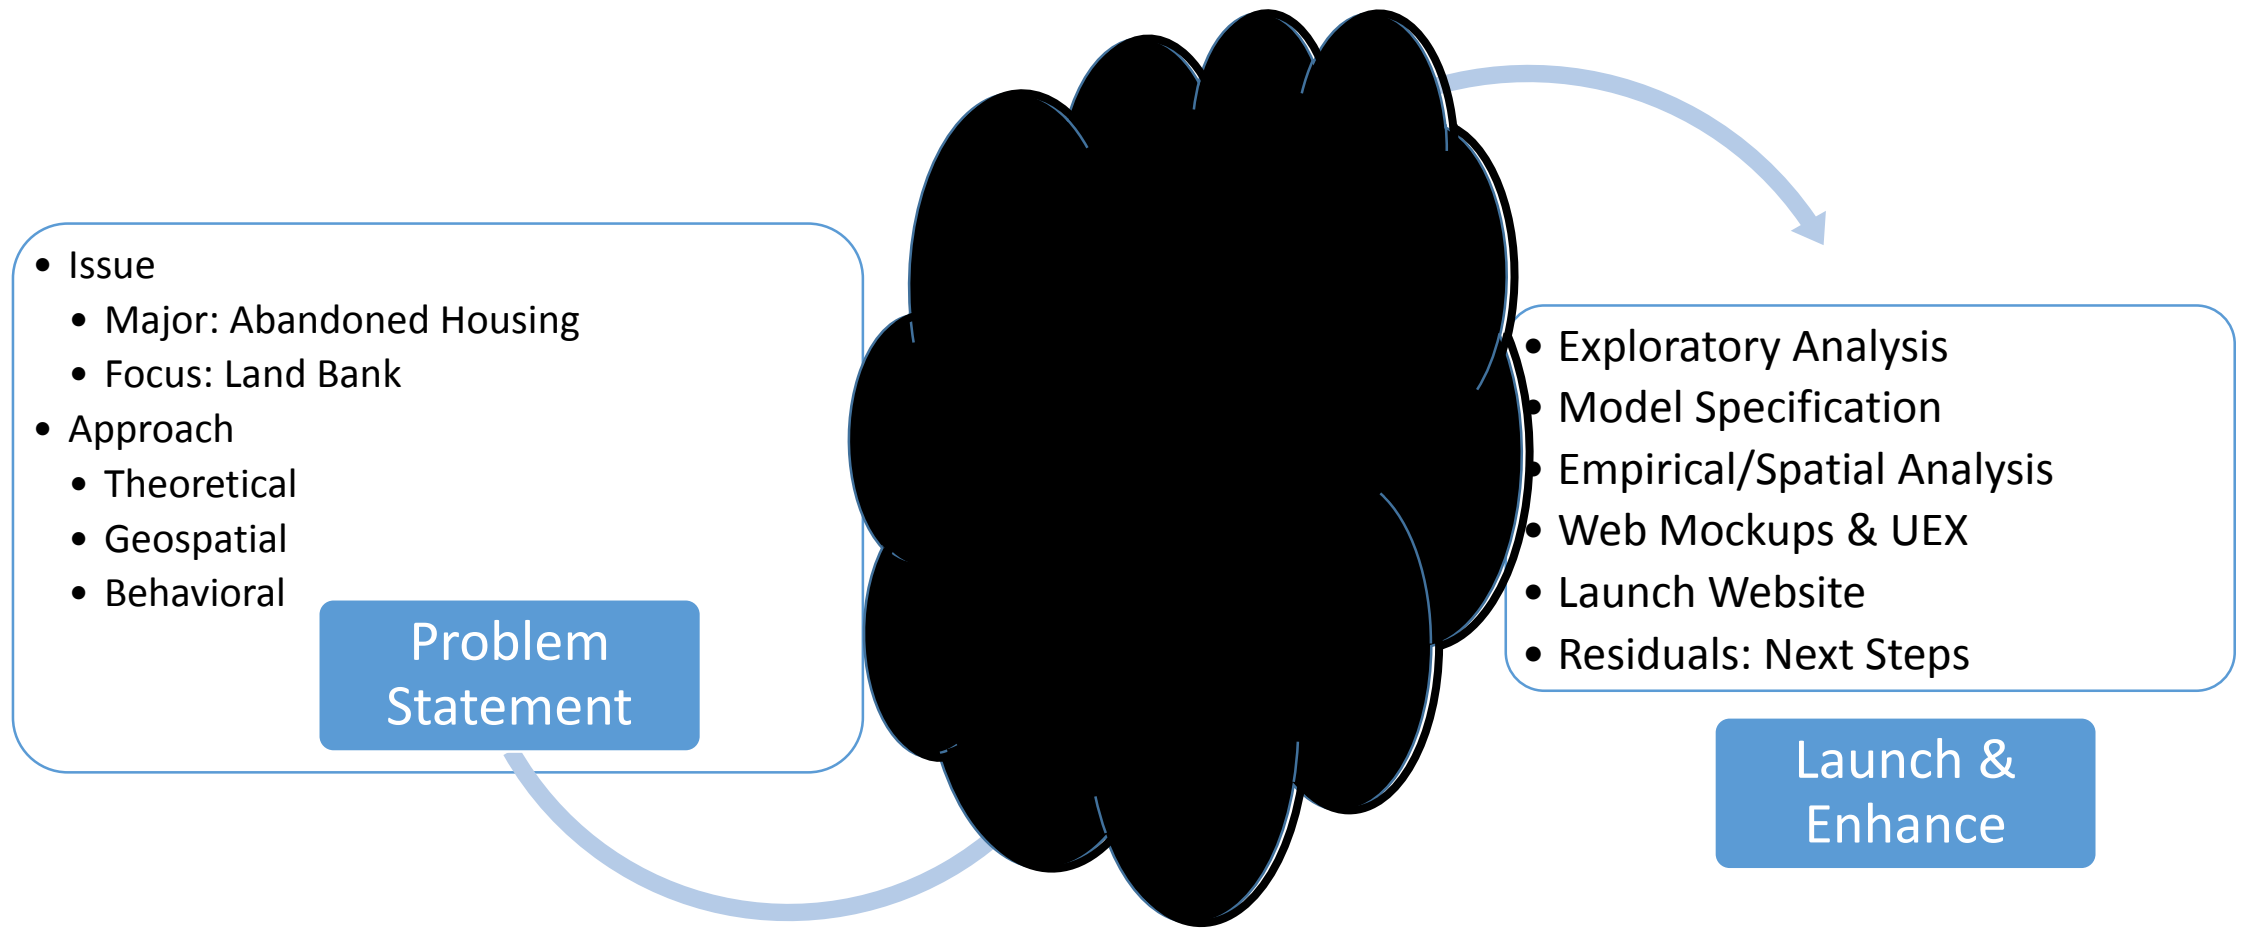 • Issue
• Major: Abandoned Housing
• Focus: Land Bank
• Approach
• Theoretical
• Geospatial
• Behavioral
Problem
Statement
• Exploratory Analysis
• Model Specification
• Empirical/Spatial Analysis
• Web Mockups & UEX
• Launch Website
• Residuals: Next Steps
Launch &
Enhance